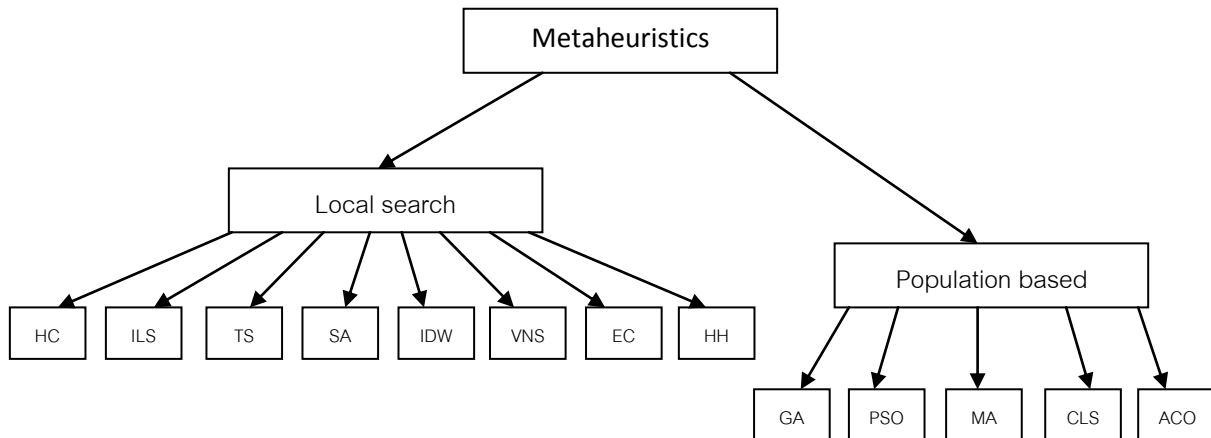 Metaheuristics
Local search
Population based
HC ILS TS SA IDW VNS EC HH
GA PSO MA CLS ACO